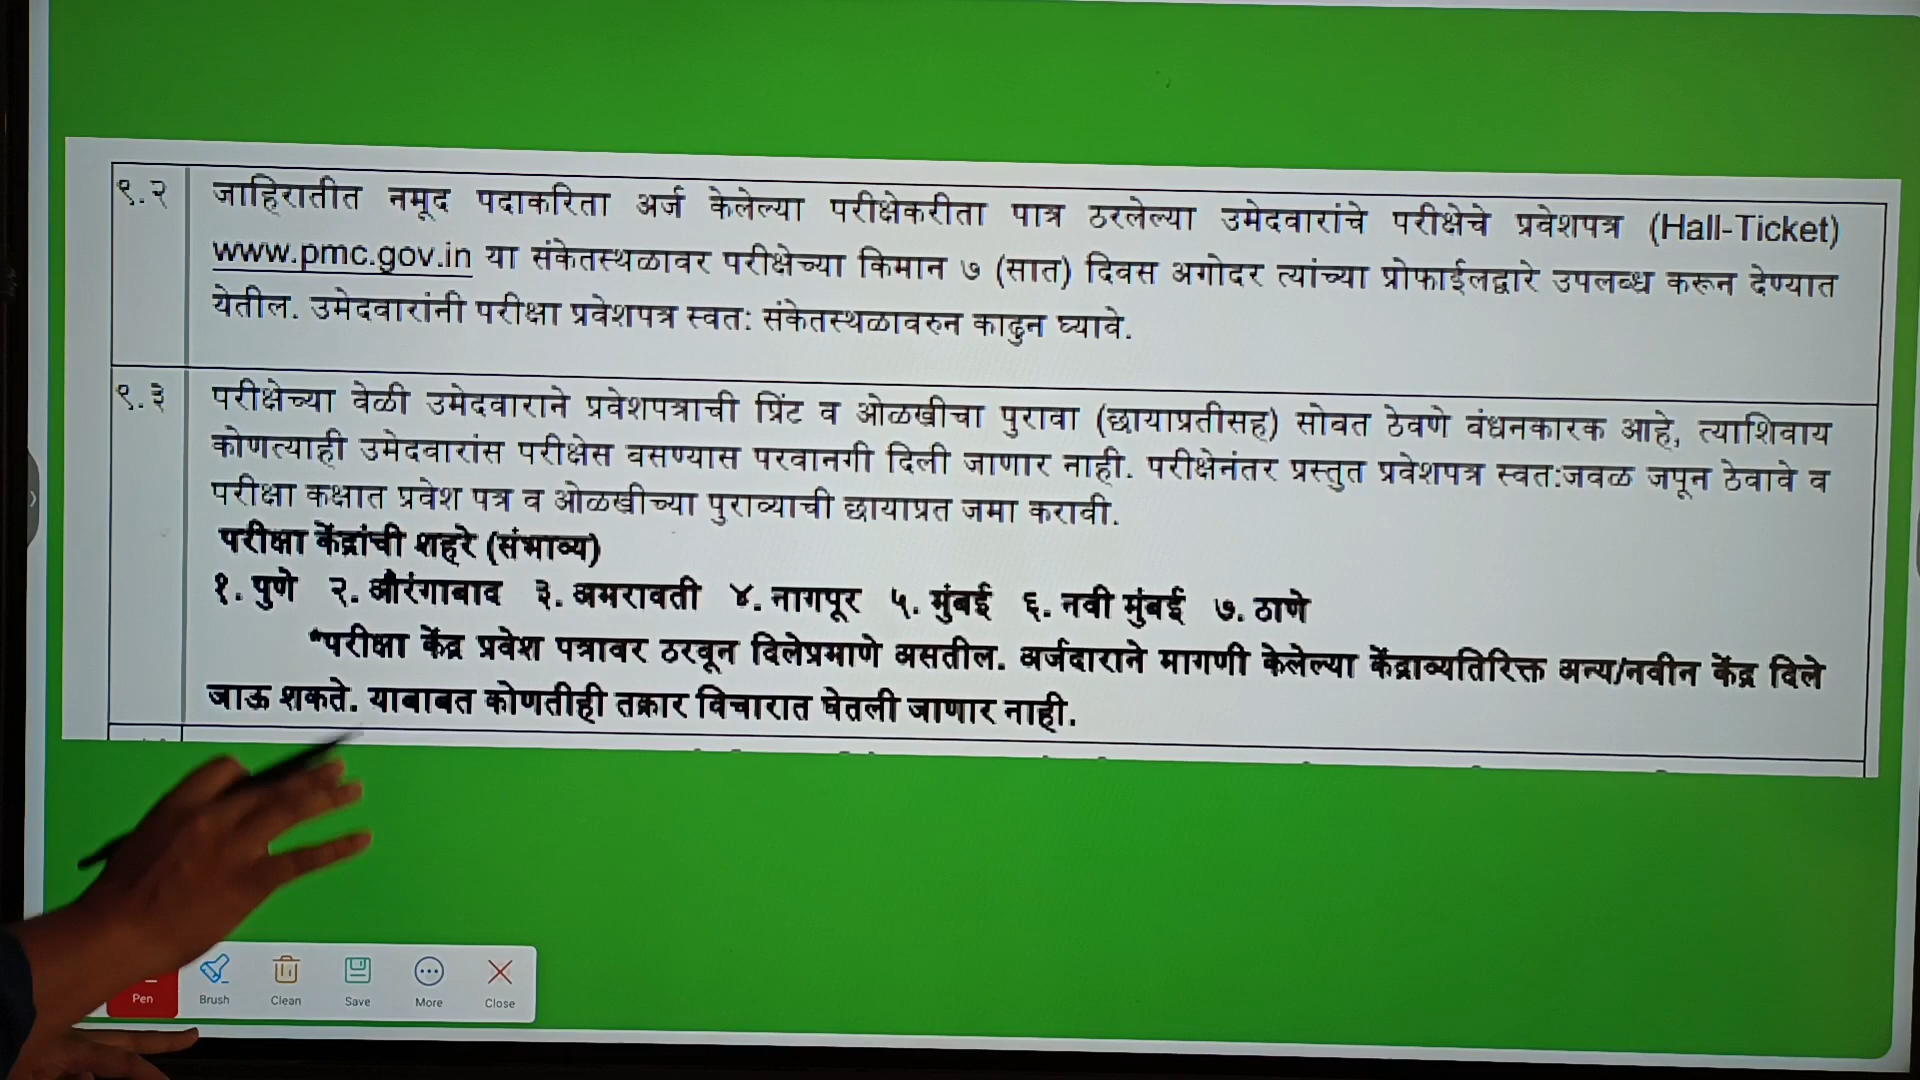 ९.२ जाहिरातीत नमूद पदाकरिता अर्ज केलेल्या परीक्षेकरीता पात्र ठरलेल्या उमेदवारांचे परीक्षेचे प्रवेशपत्र (Hall-Ticket)
www.pmc.gov.in या संकेतस्थळावर परीक्षेच्या किमान ७ (सात) दिवस अगोदर त्यांच्या प्रोफाईलद्वारे उपलब्ध करून देण्यात
येतील. उमेदवारांनी परीक्षा प्रवेशपत्र स्वत: संकेतस्थळावरुन काढुन घ्यावे.
९.३ परीक्षेच्या वेळी उमेदवाराने प्रवेशपत्राची प्रिंट व ओळखीचा पुरावा (छायाप्रतीसह) सोबत ठेवणे बंधनकारक आहे, त्याशिवाय
कोणत्याही उमेदवारांस परीक्षेस बसण्यास परवानगी दिली जाणार नाही. परीक्षेनंतर प्रस्तुत प्रवेशपत्र स्वत:जवळ जपून ठेवावे व
परीक्षा कक्षात प्रवेश पत्र व ओळखीच्या पुराव्याची छायाप्रत जमा करावी.
परीक्षा केंद्रांची शहरे (संभाव्य)
१. पुणे २. औरंगाबाद ३. अमरावती ४. नागपूर ५. मुंबई ६. नवी मुंबई ७. ठाणे
"परीक्षा केंद्र प्रवेश पत्रावर ठरवून दिलेप्रमाणे असतील. अर्जदाराने मागणी केलेल्या केंद्राव्यतिरिक्त अन्य/नवीन केंद्र दिले
जाऊ शकते. याबाबत कोणतीही तक्रार विचारात घेतली जाणार नाही.
Pen Brush Clean Save More Close